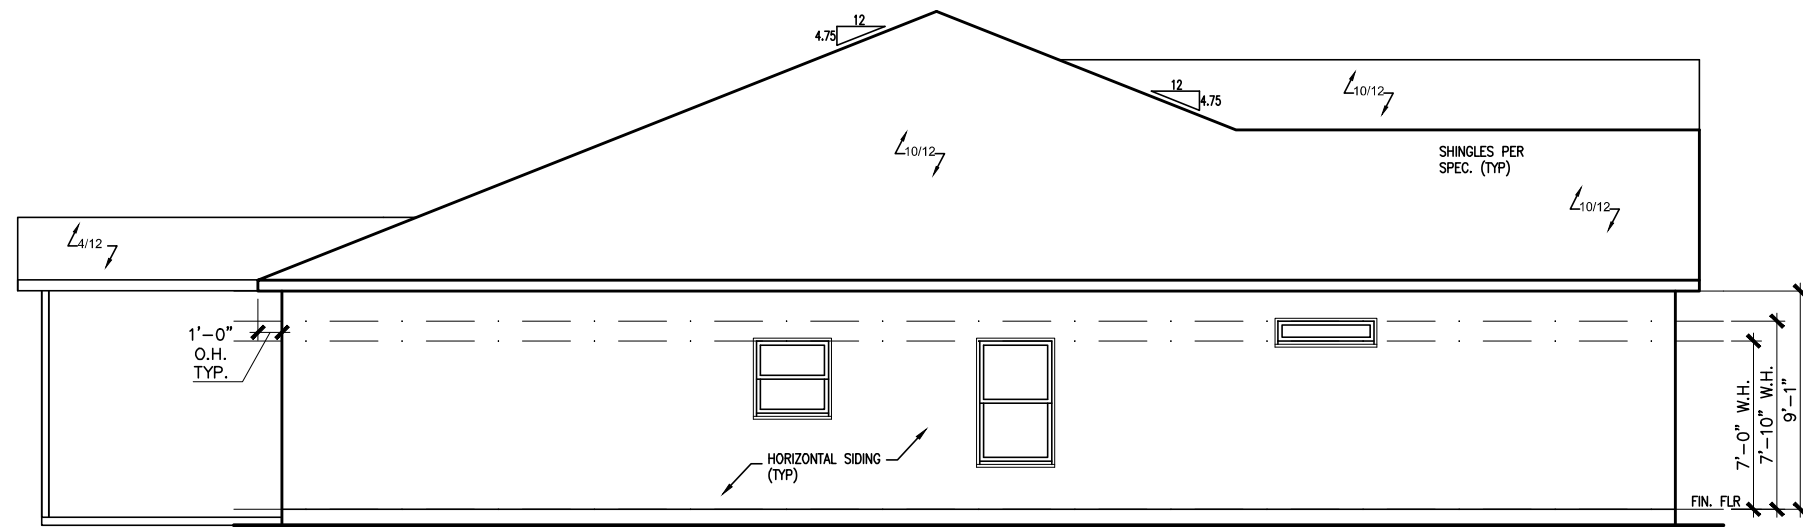 12
4.75
12
4.75
10/12
10/12
SHINGLES PER
SPEC. (TYP)
10/12
4/12
1'-0"
O.H.
TYP.
HORIZONTAL SIDING
(TYP)
7'-0" W.H.
7'-10" W.H.
9'-1"
FIN. FLR